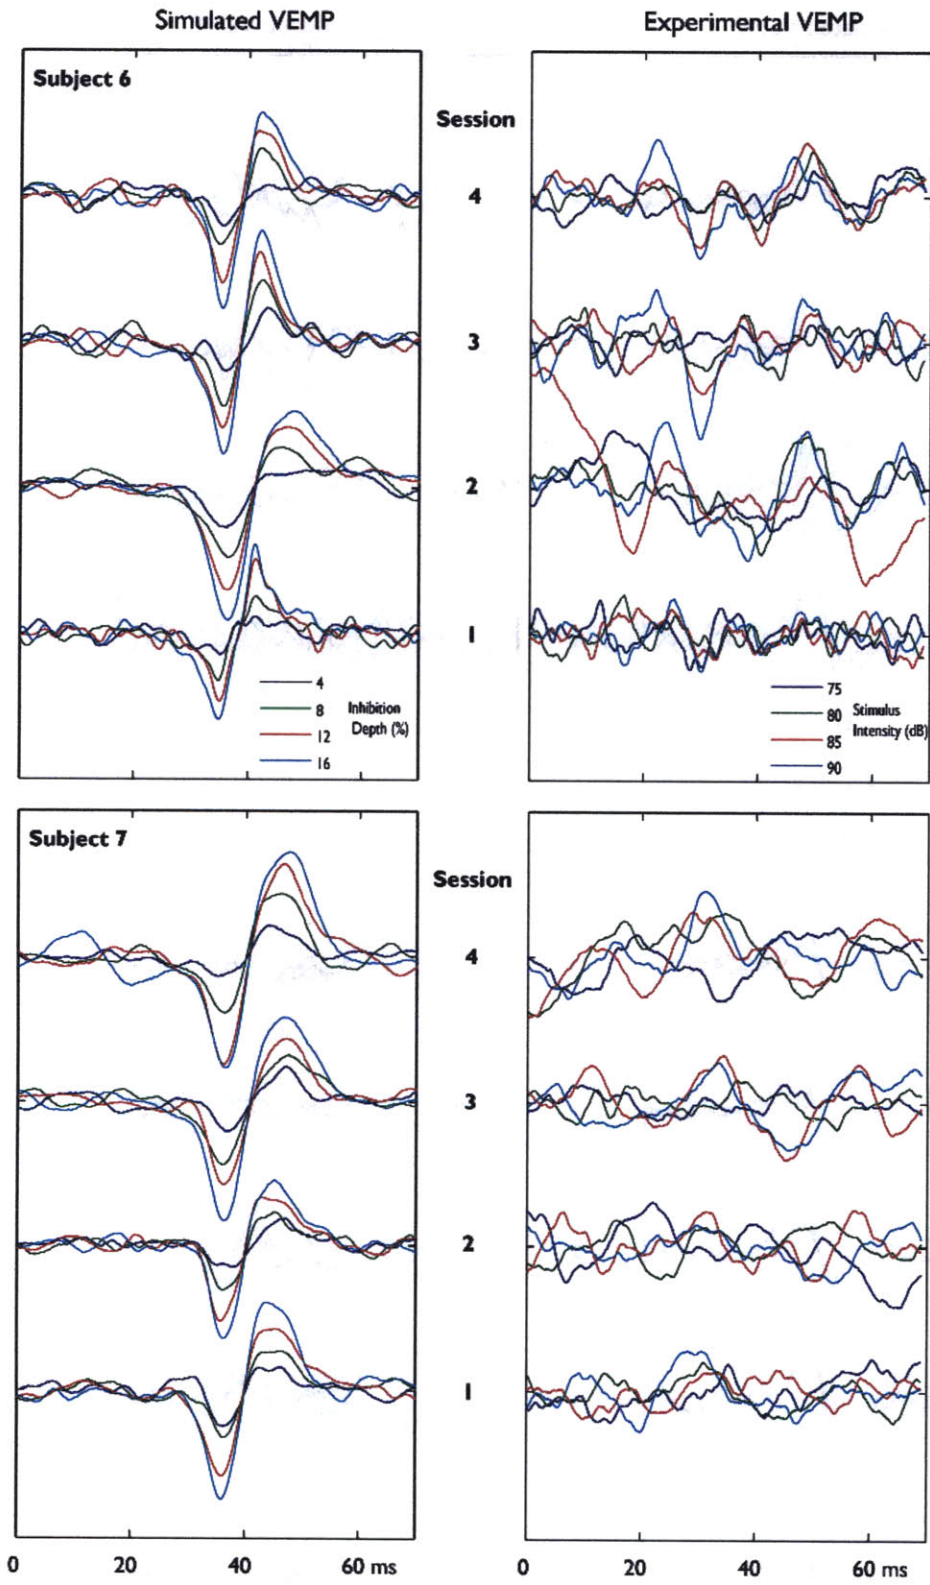 Simulated VEMP
Experimental VEMP
Subject 6
Session
4
3
2
1
4
8
12
16
Inhibition
Depth (%)
75
80
85
90
Stimulus
Intensity (dB)
Subject 7
Session
4
3
2
1
0 20 40 60 ms
0 20 40 60 ms